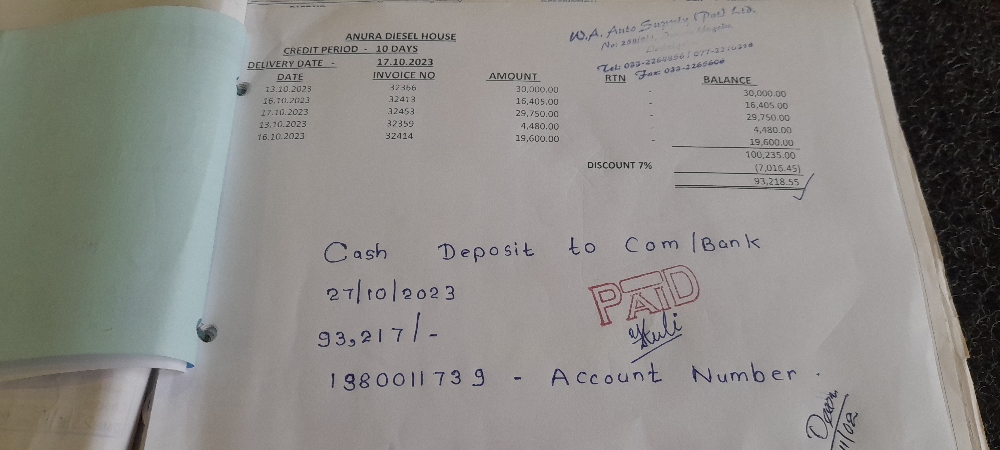 ANURA DIESEL HOUSE
CREDIT PERIOD - 10 DAYS
DELIVERY DATE - 17.10.2023
W.A. Auto Supply (Pvt) Ltd.
Fax: 033-2265606
DATE INVOICE NO AMOUNT RTN BALANCE
13.10.2023 32366 30,000.00 - 30,000.00
16.10.2023 32413 16,405.00 - 16,405.00
17.10.2023 32453 29,750.00 - 29,750.00
13.10.2023 32359 4,480.00 - 4,480.00
16.10.2023 32414 19,600.00 - 19,600.00
100,235.00
DISCOUNT 7% (7,016.45)
93,218.55
Cash Deposit to Com/Bank
27/10/2023
PAID
93,217/-
1380011739 - Account Number.